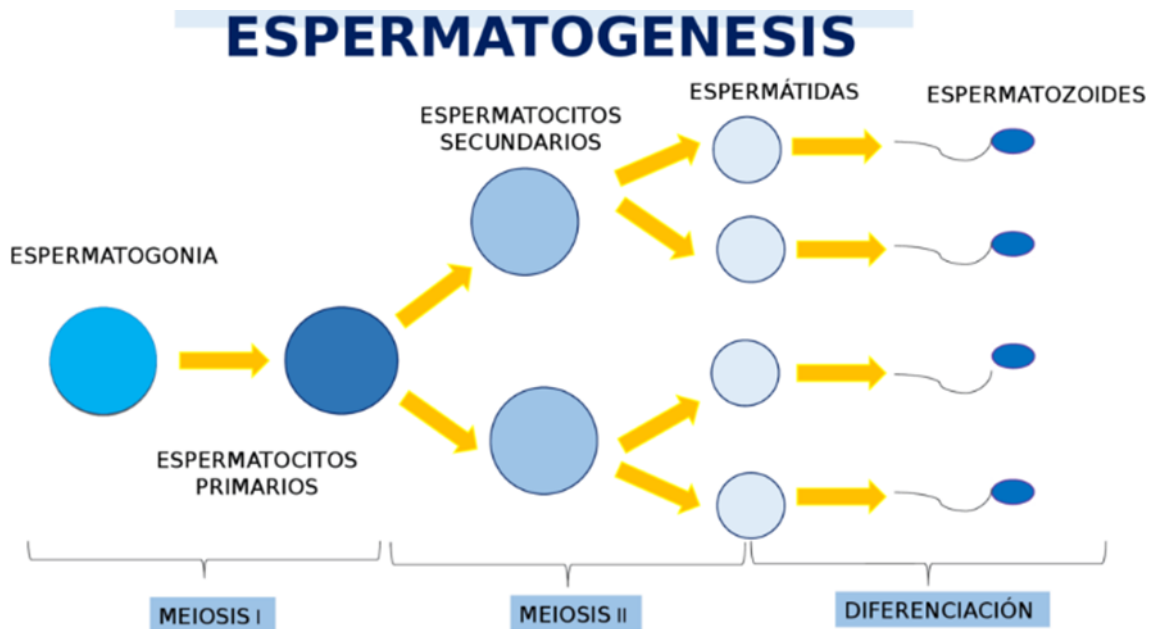 ESPERMATOGENESIS
ESPERMÁTIDAS
ESPERMATOZOIDES
ESPERMATOCITOS
SECUNDARIOS
ESPERMATOGONIA
ESPERMATOCITOS
PRIMARIOS
MEIOSIS I
MEIOSIS II
DIFERENCIACIÓN